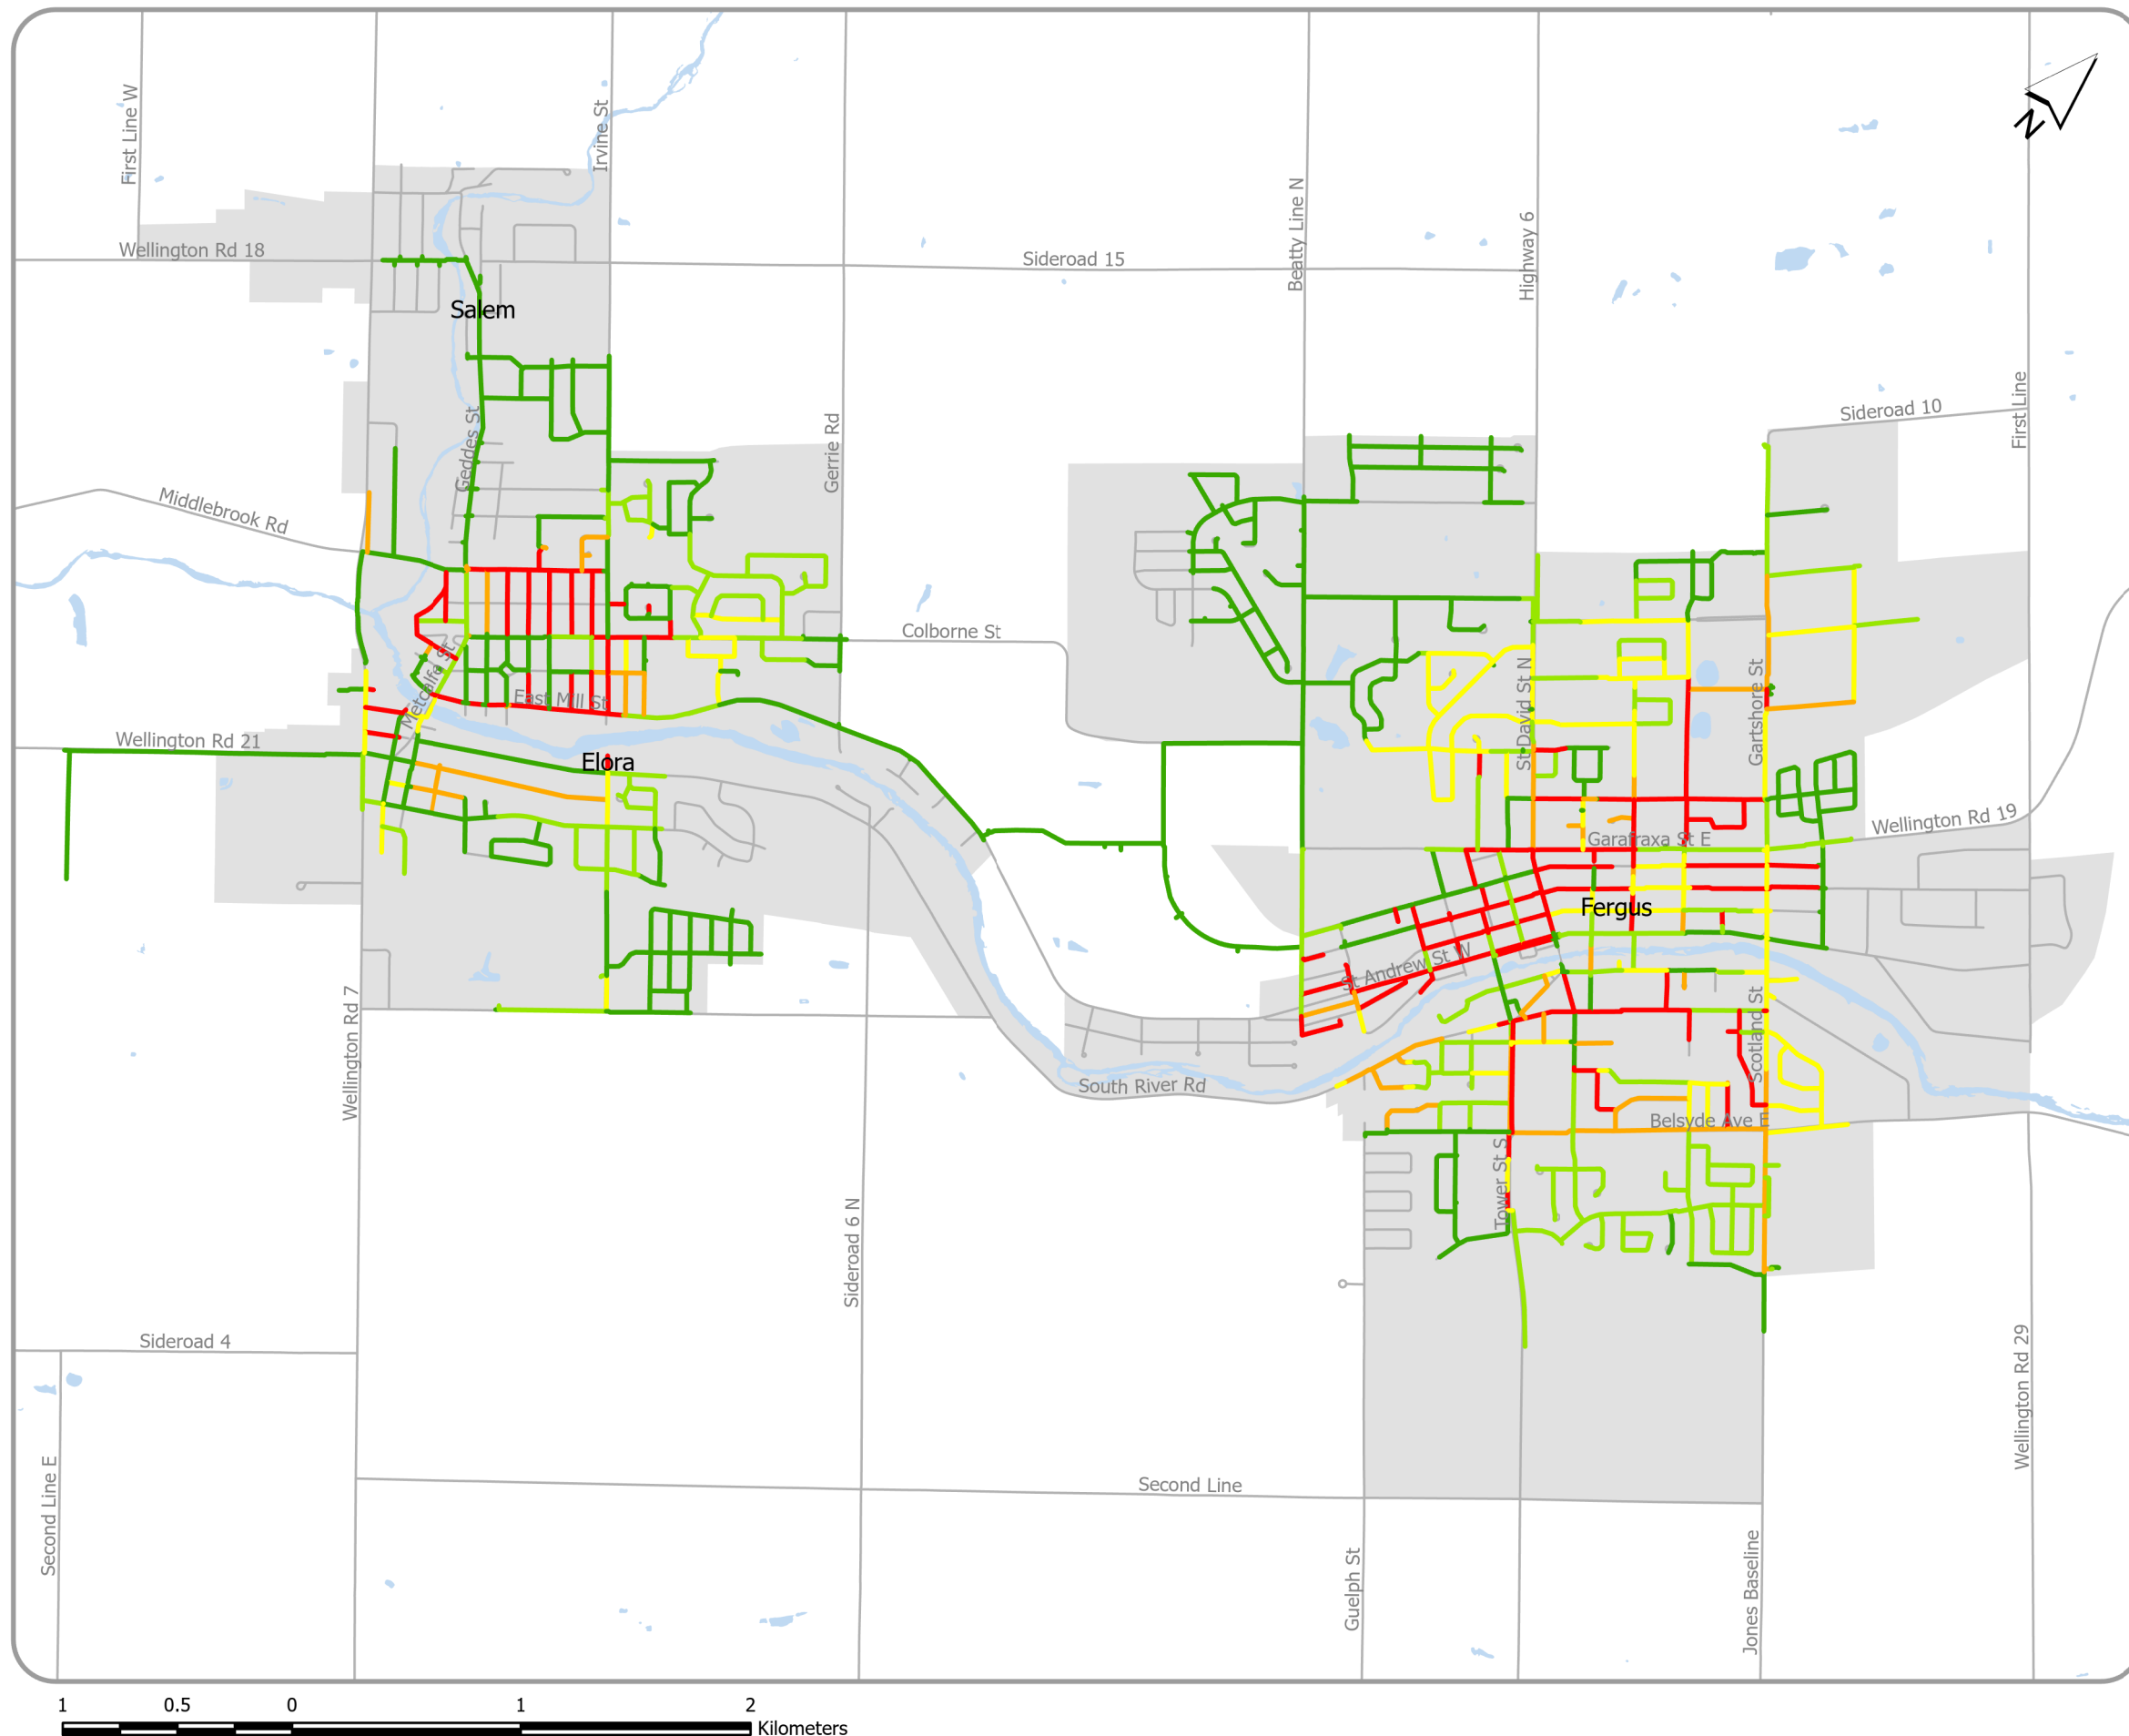 First Line W
Irvine St
N
Wellington Rd 18
Sideroad 15
Beatty Line N
Highway 6
Salem
First Line
Sideroad 10
Geddes St
Gerrie Rd
Middlebrook Rd
Colborne St
St David St N
Gartshore St
Metcalfe St
East Mill St
Wellington Rd 21
Elora
Wellington Rd 19
Garafraxa St E
Fergus
St Andrew St W
Wellington Rd 7
Scotland St
South River Rd
Belsyde Ave E
Tower St S
Sideroad 6 N
Sideroad 4
Wellington Rd 29
Second Line E
Second Line
Guelph St
Jones Baseline
1 0.5 0 1 2
Kilometers